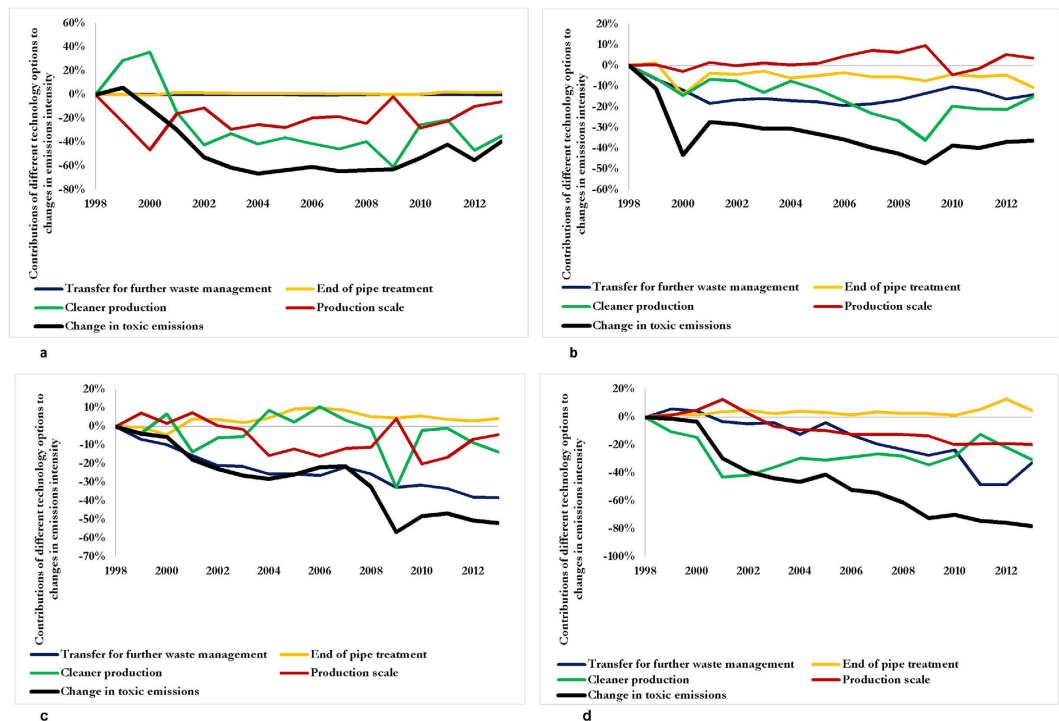 Contributions of different technology options to
changes in emissions intensity
60%
40%
20%
0%
-20%
-40%
-60%
-80%
1998 2000 2002 2004 2006 2008 2010 2012
Transfer for further waste management End of pipe treatment
Cleaner production Production scale
Change in toxic emissions
a
Contributions of different technology options to
changes in emissions intensity
20%
10%
0%
-10%
-20%
-30%
-40%
-50%
-60%
1998 2000 2002 2004 2006 2008 2010 2012
Transfer for further waste management End of pipe treatment
Cleaner production Production scale
Change in toxic emissions
b
Contributions of different technology options to
changes in emissions intensity
20%
10%
0%
-10%
-20%
-30%
-40%
-50%
-60%
-70%
1998 2000 2002 2004 2006 2008 2010 2012
Transfer for further waste management End of pipe treatment
Cleaner production Production scale
Change in toxic emissions
c
Contributions of different technology options to
changes in emissions intensity
20%
0%
-20%
-40%
-60%
-80%
-100%
1998 2000 2002 2004 2006 2008 2010 2012
Transfer for further waste management End of pipe treatment
Cleaner production Production scale
Change in toxic emissions
d